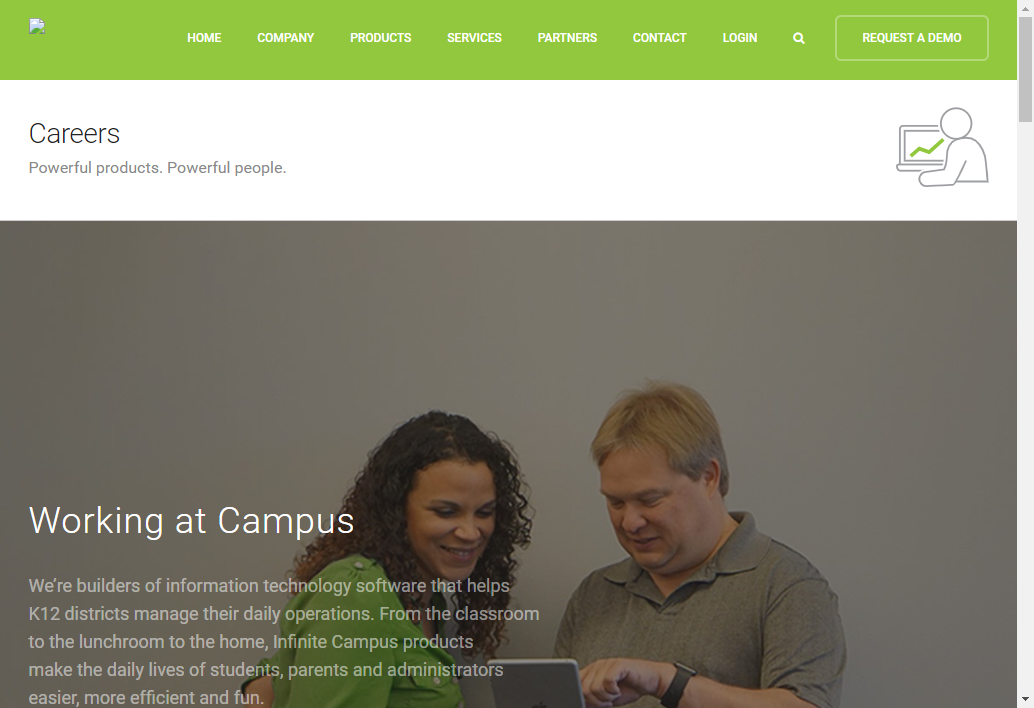 HOME COMPANY PRODUCTS SERVICES PARTNERS CONTACT LOGIN REQUEST A DEMO
Careers
Powerful products. Powerful people.
Working at Campus
We’re builders of information technology software that helps
K12 districts manage their daily operations. From the classroom
to the lunchroom to the home, Infinite Campus products
make the daily lives of students, parents and administrators
easier, more efficient and fun.